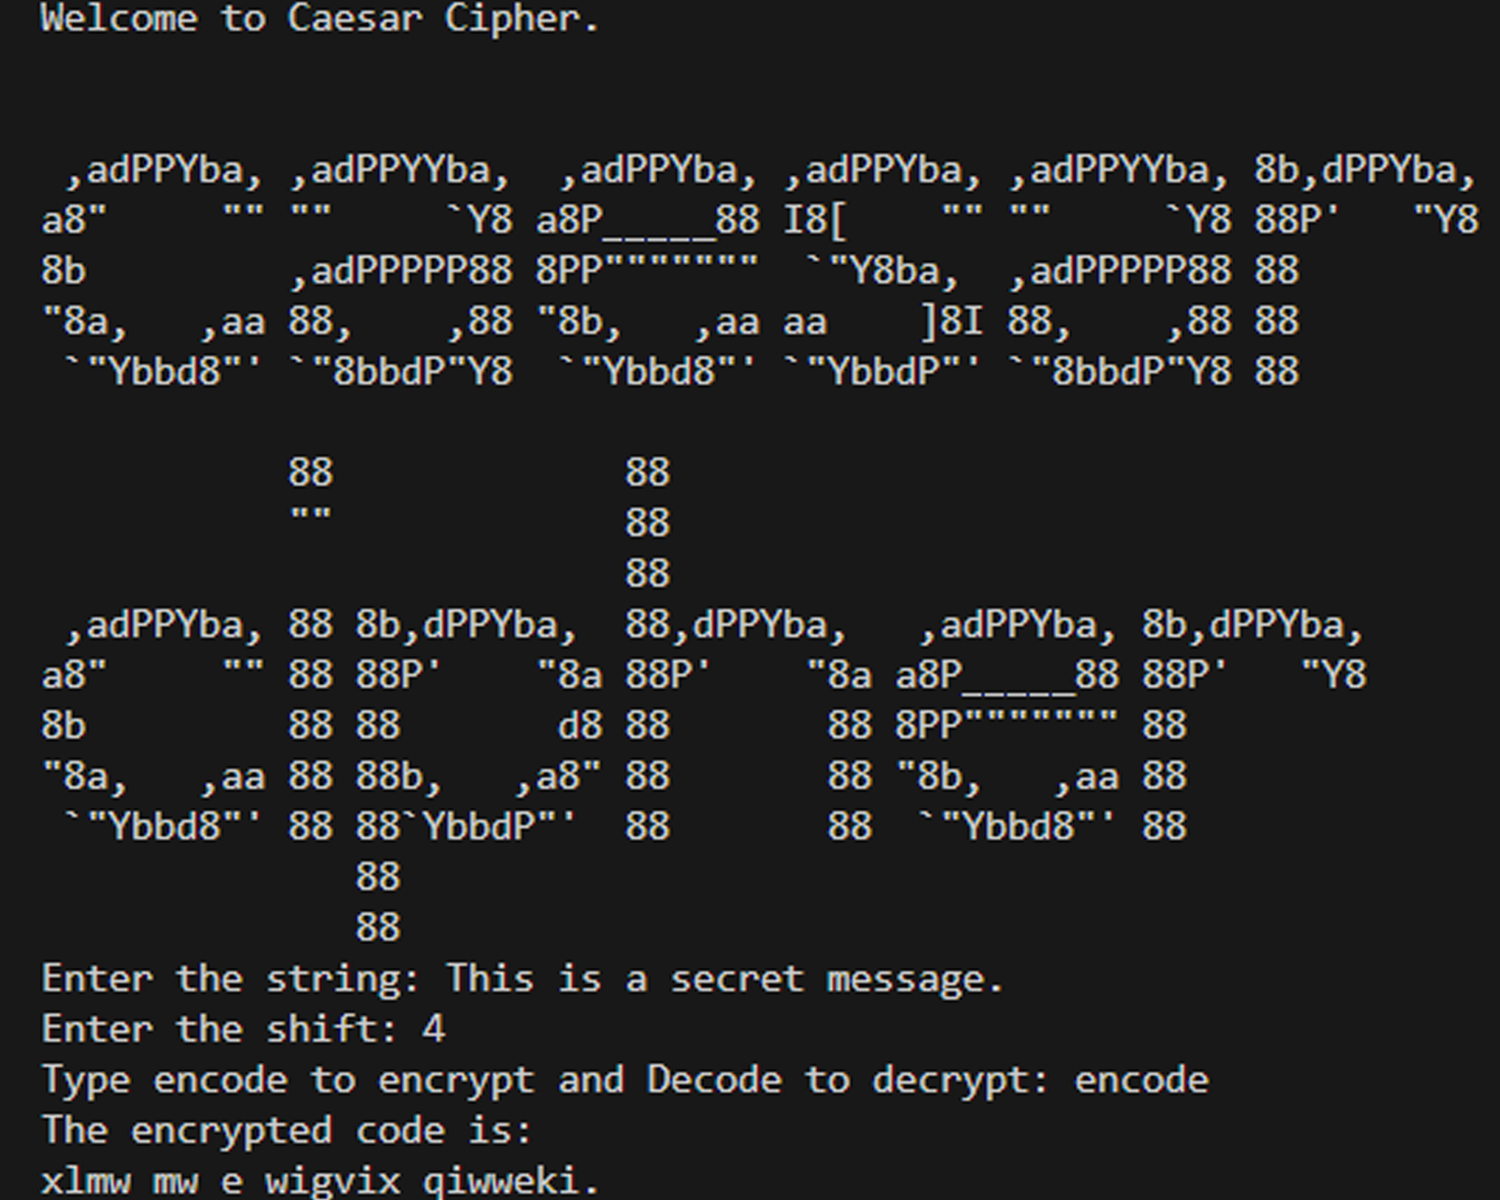 Welcome to Caesar Cipher.
 ,adPPYba, ,adPPYYba,  ,adPPYba, ,adPPYba, ,adPPYYba, 8b,dPPYba,
a8"     "" ""     `Y8 a8P_____88 I8[    "" ""     `Y8 88P'   "Y8
8b         ,adPPPPP88 8PP"""""""  `"Y8ba,  ,adPPPPP88 88
"8a,   ,aa 88,    ,88 "8b,   ,aa aa    ]8I 88,    ,88 88
 `"Ybbd8"' `"8bbdP"Y8  `"Ybbd8"' `"YbbdP"' `"8bbdP"Y8 88
           88             88
           ""             88
                          88
 ,adPPYba, 88 8b,dPPYba,  88,dPPYba,   ,adPPYba, 8b,dPPYba,
a8"     "" 88 88P'    "8a 88P'    "8a a8P_____88 88P'   "Y8
8b         88 88       d8 88       88 8PP""""""" 88
"8a,   ,aa 88 88b,   ,a8" 88       88 "8b,   ,aa 88
 `"Ybbd8"' 88 88`YbbdP"'  88       88  `"Ybbd8"' 88
              88
              88
Enter the string: This is a secret message.
Enter the shift: 4
Type encode to encrypt and Decode to decrypt: encode
The encrypted code is:
xlmw mw e wigvix qiwweki.